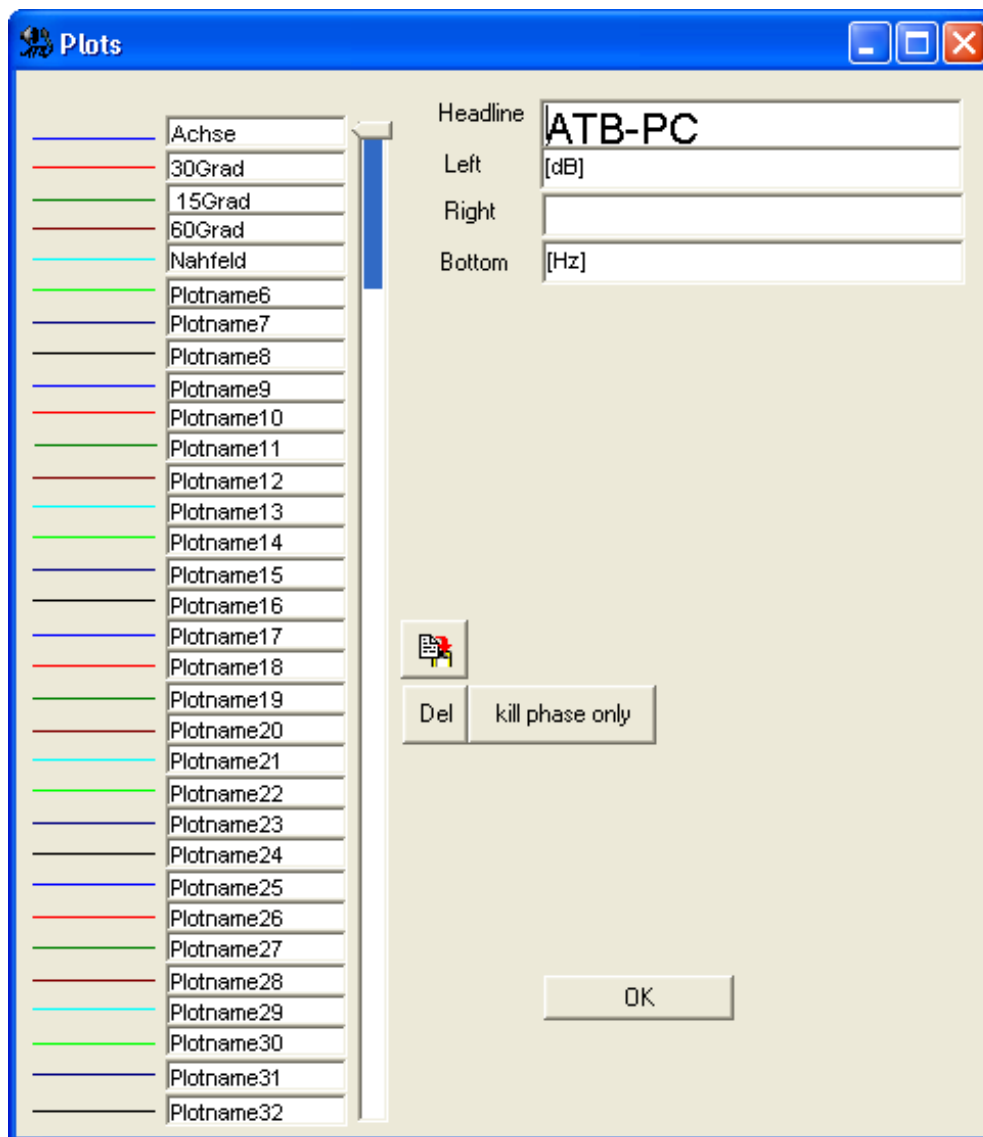 Plots
Achse
30Grad
15Grad
60Grad
Nahfeld
Plotname6
Plotname7
Plotname8
Plotname9
Plotname10
Plotname11
Plotname12
Plotname13
Plotname14
Plotname15
Plotname16
Plotname17
Plotname18
Plotname19
Plotname20
Plotname21
Plotname22
Plotname23
Plotname24
Plotname25
Plotname26
Plotname27
Plotname28
Plotname29
Plotname30
Plotname31
Plotname32
Headline ATB-PC
Left [dB]
Right
Bottom [Hz]
Del kill phase only
OK